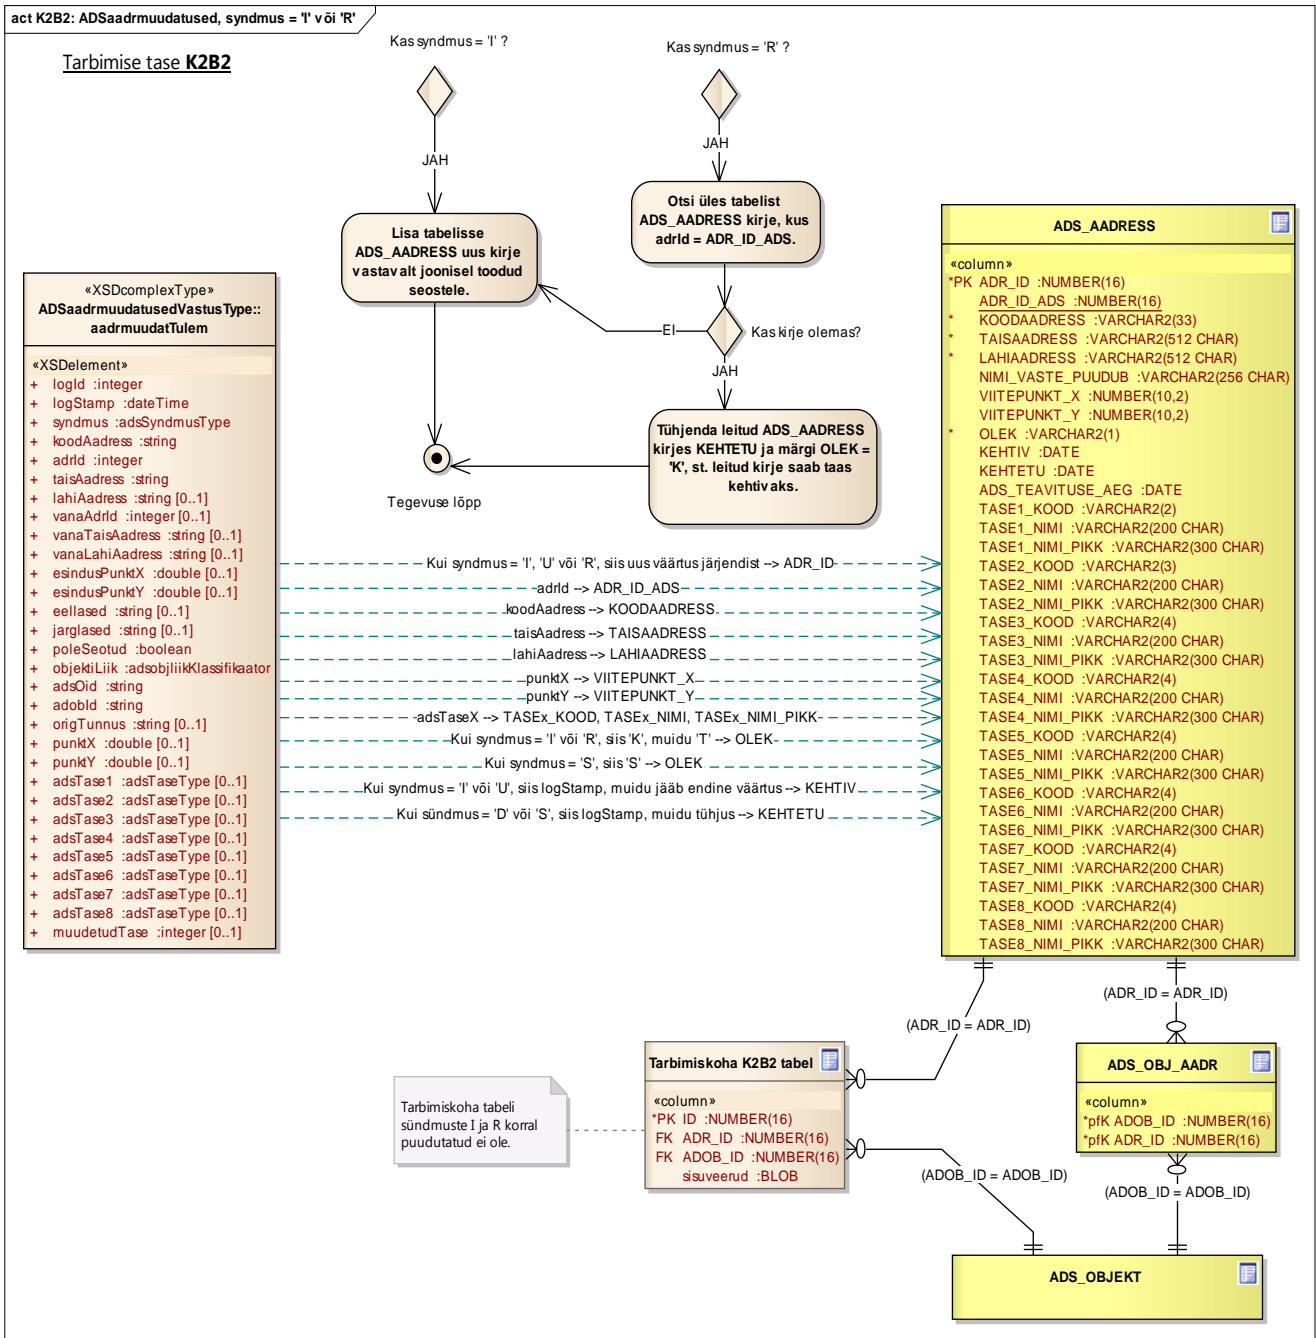 act K2B2: ADSaadrmuudatused, syndmus = 'I' või 'R'
Tarbimise tase K2B2
Kas syndmus = 'I' ?
Kas syndmus = 'R' ?
JAH
JAH
Lisa tabelisse
ADS_AADRESS uus kirje
vastavalt joonisel toodud
seostele.
Otsi üles tabelist
ADS_AADRESS kirje, kus
adrId = ADR_ID_ADS.
EI
Kas kirje olemas?
JAH
Tühjenda leitud ADS_AADRESS
kirjes KEHTETU ja märgi OLEK =
'K', st. leitud kirje saab taas
kehtivaks.
Tegevuse lõpp
«XSDcomplexType»
ADSaadrmuudatusedVastusType::
aadrmuudatTulem
«XSDelement»
+ logId :integer
+ logStamp :dateTime
+ syndmus :adsSyndmusType
+ koodAadress :string
+ adrId :integer
+ taisAadress :string
+ lahiAadress :string [0..1]
+ vanaAdrId :integer [0..1]
+ vanaTaisAadress :string [0..1]
+ vanaLahiAadress :string [0..1]
+ esindusPunktX :double [0..1]
+ esindusPunktY :double [0..1]
+ eellased :string [0..1]
+ jarglased :string [0..1]
+ poleSeotud :boolean
+ objektiLiik :adsobjliikKlassifikaator
+ adsOid :string
+ adobId :string
+ origTunnus :string [0..1]
+ punktX :double [0..1]
+ punktY :double [0..1]
+ adsTase1 :adsTaseType [0..1]
+ adsTase2 :adsTaseType [0..1]
+ adsTase3 :adsTaseType [0..1]
+ adsTase4 :adsTaseType [0..1]
+ adsTase5 :adsTaseType [0..1]
+ adsTase6 :adsTaseType [0..1]
+ adsTase7 :adsTaseType [0..1]
+ adsTase8 :adsTaseType [0..1]
+ muudetudTase :integer [0..1]
Kui syndmus = 'I', 'U' või 'R', siis uus väärtus järjendist --> ADR_ID
adrId --> ADR_ID_ADS
koodAadress --> KOODAADRESS
taisAadress --> TAISAADRESS
lahiAadress --> LAHIAADRESS
punktX --> VIITEPUNKT_X
punktY --> VIITEPUNKT_Y
adsTaseX --> TASEx_KOOD, TASEx_NIMI, TASEx_NIMI_PIKK
Kui syndmus = 'I' või 'R', siis 'K', muidu 'T' --> OLEK
Kui syndmus = 'S', siis 'S' --> OLEK
Kui syndmus = 'I' või 'U', siis logStamp, muidu jääb endine väärtus --> KEHTIV
Kui sündmus = 'D' või 'S', siis logStamp, muidu tühjus --> KEHTETU
ADS_AADRESS
«column»
*PK ADR_ID :NUMBER(16)
ADR_ID_ADS :NUMBER(16)
* KOODAADRESS :VARCHAR2(33)
* TAISAADRESS :VARCHAR2(512 CHAR)
* LAHIAADRESS :VARCHAR2(512 CHAR)
NIMI_VASTE_PUUDUB :VARCHAR2(256 CHAR)
VIITEPUNKT_X :NUMBER(10,2)
VIITEPUNKT_Y :NUMBER(10,2)
* OLEK :VARCHAR2(1)
KEHTIV :DATE
KEHTETU :DATE
ADS_TEAVITUSE_AEG :DATE
TASE1_KOOD :VARCHAR2(2)
TASE1_NIMI :VARCHAR2(200 CHAR)
TASE1_NIMI_PIKK :VARCHAR2(300 CHAR)
TASE2_KOOD :VARCHAR2(3)
TASE2_NIMI :VARCHAR2(200 CHAR)
TASE2_NIMI_PIKK :VARCHAR2(300 CHAR)
TASE3_KOOD :VARCHAR2(4)
TASE3_NIMI :VARCHAR2(200 CHAR)
TASE3_NIMI_PIKK :VARCHAR2(300 CHAR)
TASE4_KOOD :VARCHAR2(4)
TASE4_NIMI :VARCHAR2(200 CHAR)
TASE4_NIMI_PIKK :VARCHAR2(300 CHAR)
TASE5_KOOD :VARCHAR2(4)
TASE5_NIMI :VARCHAR2(200 CHAR)
TASE5_NIMI_PIKK :VARCHAR2(300 CHAR)
TASE6_KOOD :VARCHAR2(4)
TASE6_NIMI :VARCHAR2(200 CHAR)
TASE6_NIMI_PIKK :VARCHAR2(300 CHAR)
TASE7_KOOD :VARCHAR2(4)
TASE7_NIMI :VARCHAR2(200 CHAR)
TASE7_NIMI_PIKK :VARCHAR2(300 CHAR)
TASE8_KOOD :VARCHAR2(4)
TASE8_NIMI :VARCHAR2(200 CHAR)
TASE8_NIMI_PIKK :VARCHAR2(300 CHAR)
(ADR_ID = ADR_ID)
(ADR_ID = ADR_ID)
Tarbimiskoha K2B2 tabel
«column»
*PK ID :NUMBER(16)
FK ADR_ID :NUMBER(16)
FK ADOB_ID :NUMBER(16)
sisuveerud :BLOB
Tarbimiskoha tabeli
sündmuste I ja R korral
puudutatud ei ole.
ADS_OBJ_AADR
«column»
*pfK ADOB_ID :NUMBER(16)
*pfK ADR_ID :NUMBER(16)
(ADOB_ID = ADOB_ID)
(ADOB_ID = ADOB_ID)
ADS_OBJEKT